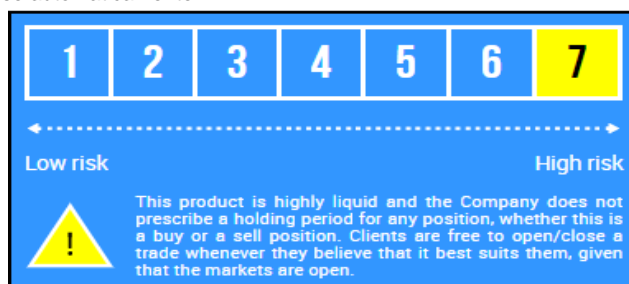 1 2 3 4 5 6 7
Low risk High risk
This product is highly liquid and the Company does not
prescribe a holding period for any position, whether this is
! a buy or a sell position. Clients are free to open/close a
trade whenever they believe that it best suits them, given
that the markets are open.